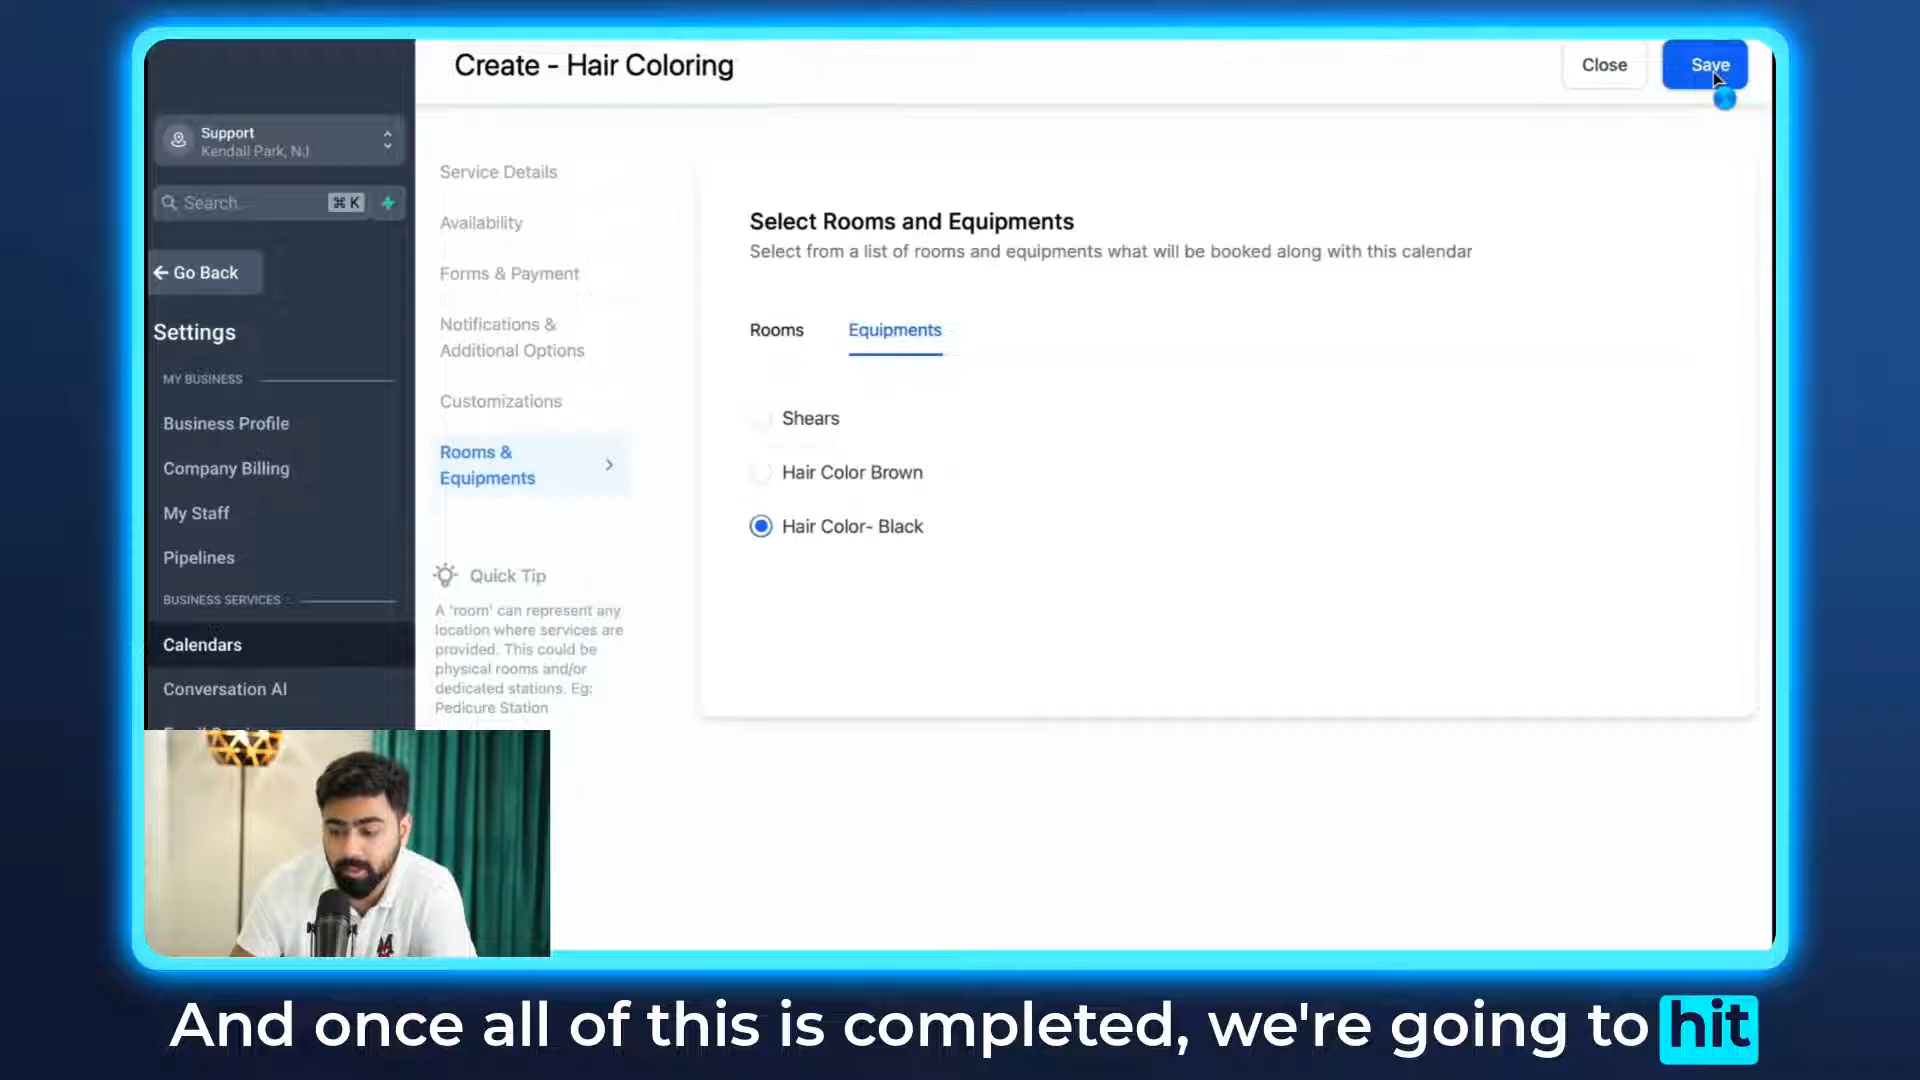 Create - Hair Coloring
Close
Save
Support
Kendall Park, NJ
Search..
⌘ K
Go Back
Settings
MY BUSINESS
Business Profile
Company Billing
My Staff
Pipelines
BUSINESS SERVICES
Calendars
Conversation AI
Service Details
Availability
Forms & Payment
Notifications &
Additional Options
Customizations
Rooms &
Equipments
Quick Tip
A 'room' can represent any
location where services are
provided. This could be
physical rooms and/or
dedicated stations. Eg:
Pedicure Station
Select Rooms and Equipments
Select from a list of rooms and equipments what will be booked along with this calendar
Rooms
Equipments
Shears
Hair Color Brown
Hair Color- Black
And once all of this is completed, we're going to hit